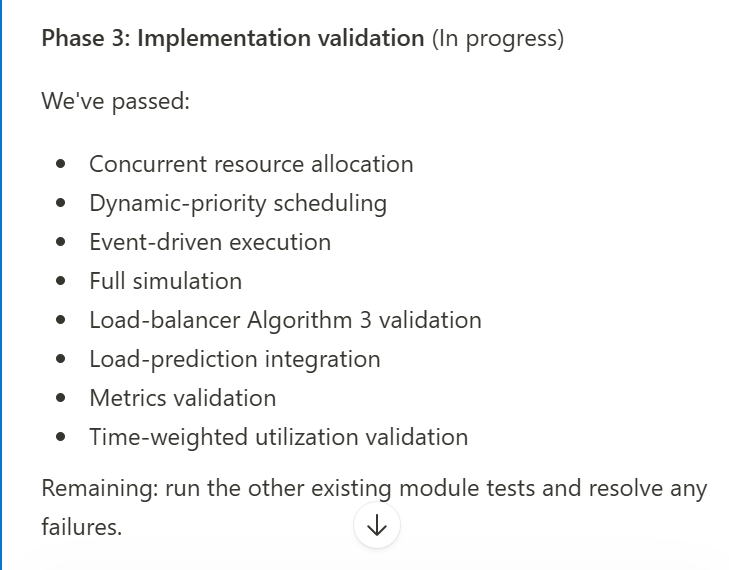 Phase 3: Implementation validation (In progress)
We've passed:
• Concurrent resource allocation
• Dynamic-priority scheduling
• Event-driven execution
• Full simulation
• Load-balancer Algorithm 3 validation
• Load-prediction integration
• Metrics validation
• Time-weighted utilization validation
Remaining: run the other existing module tests and resolve any
failures.